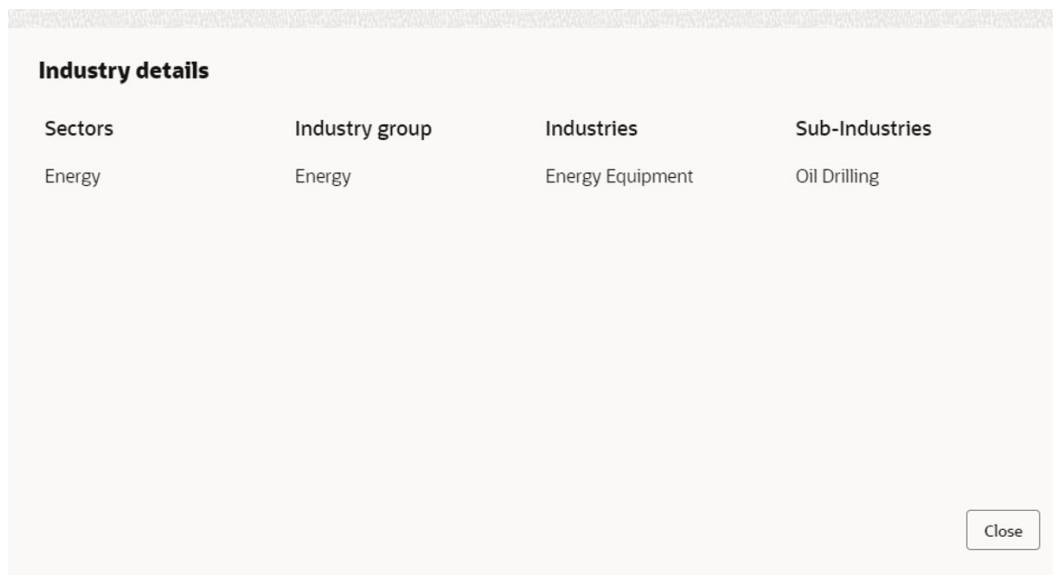 Industry details
Sectors Industry group Industries Sub-Industries
Energy Energy Energy Equipment Oil Drilling
Close